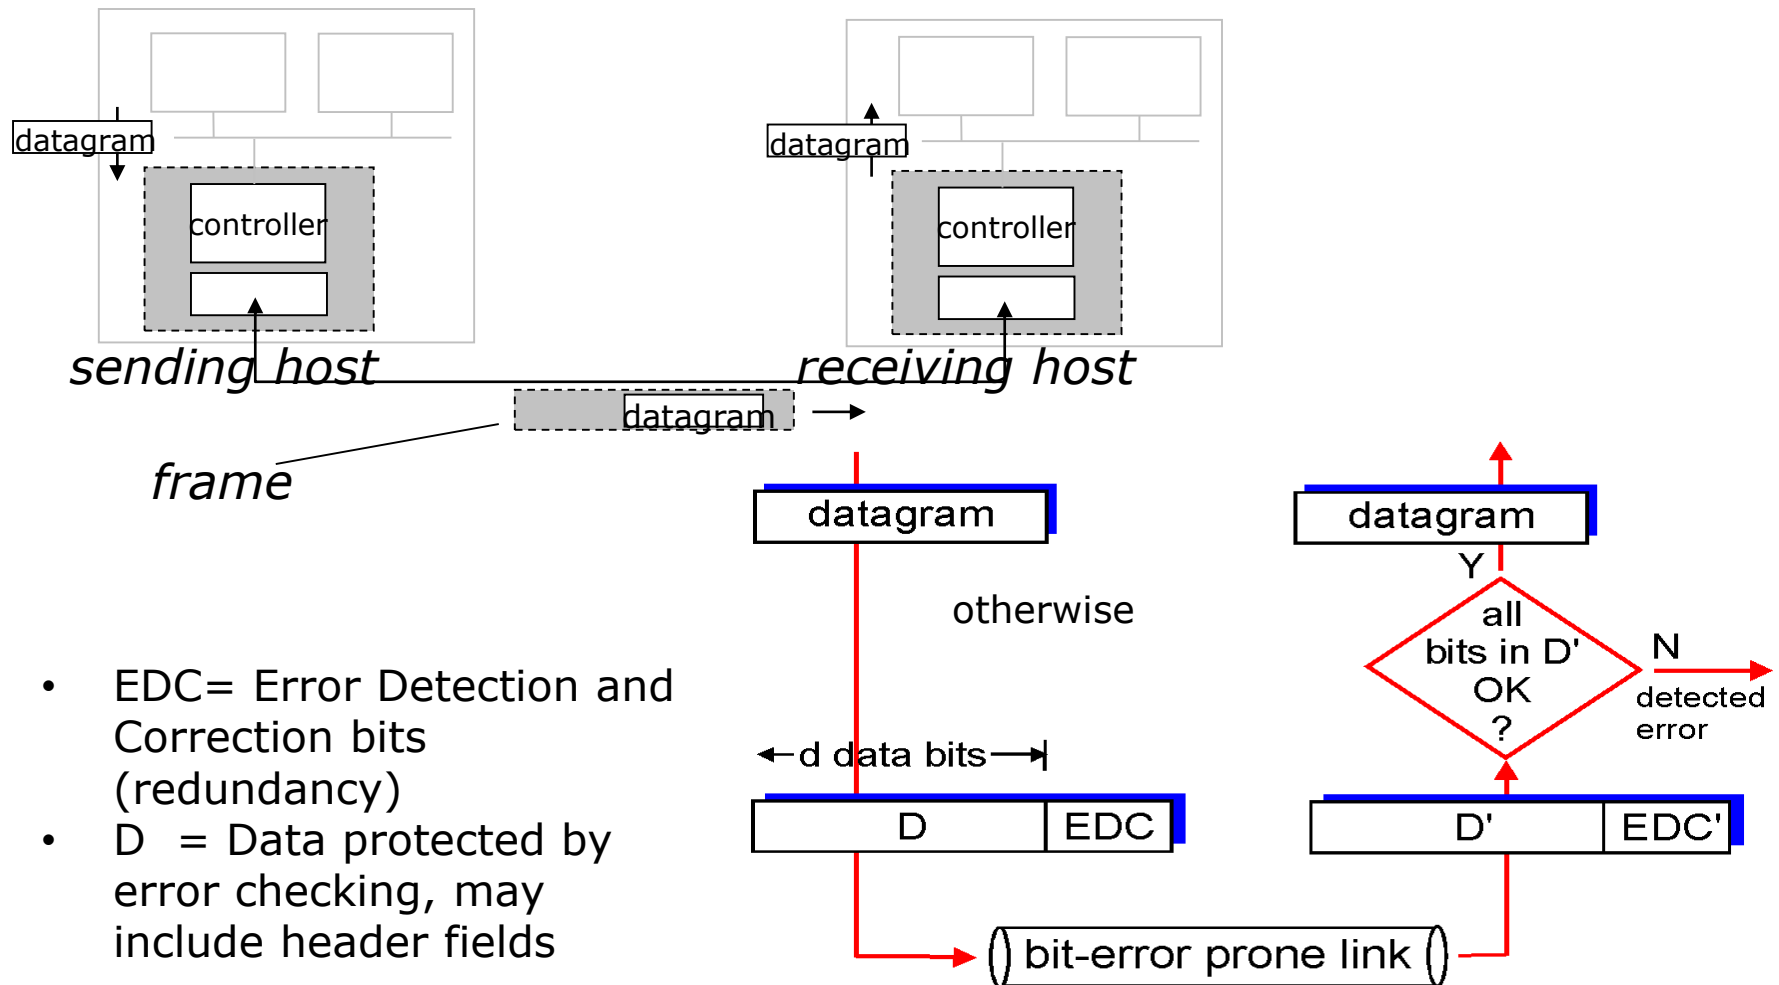 datagram
controller
sending host
datagram
controller
receiving host
datagram
frame
datagram
datagram
Y
otherwise
all
bits in D'
OK
?
N
detected
error
• EDC= Error Detection and
Correction bits
(redundancy)
• D = Data protected by
error checking, may
include header fields
d data bits
D EDC
D' EDC'
bit-error prone link